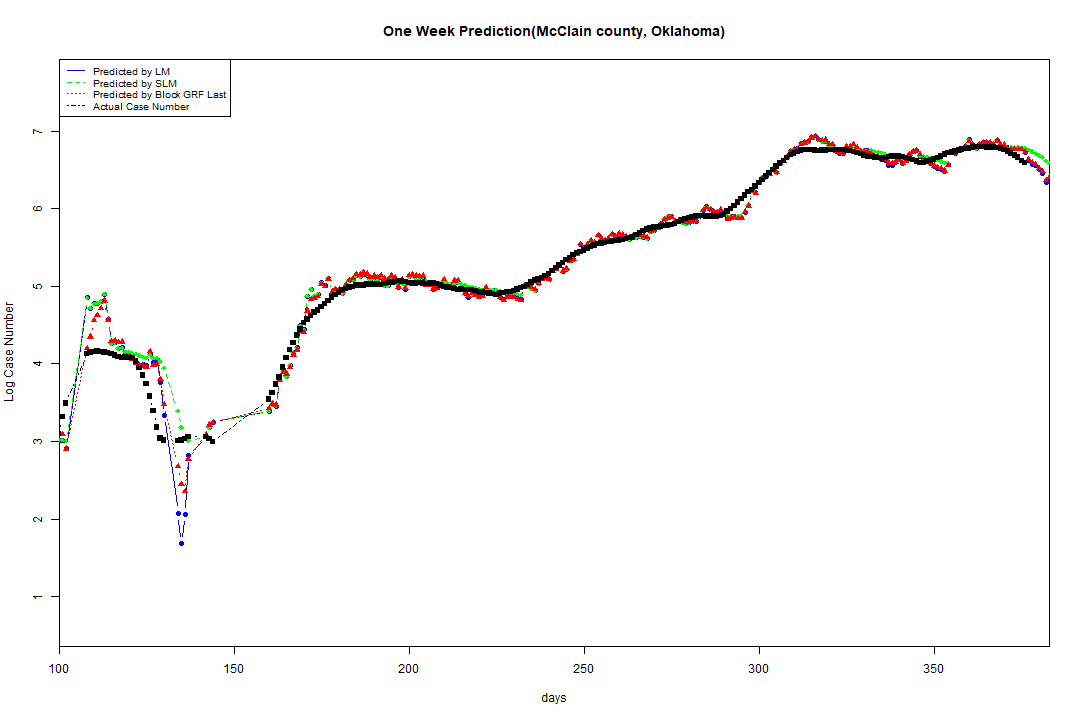 One Week Prediction(McClain county, Oklahoma)
Predicted by LM
Predicted by SLM
Predicted by Block GRF Last
Actual Case Number
Log Case Number
7
6
5
4
3
2
1
100 150 200 250 300 350
days